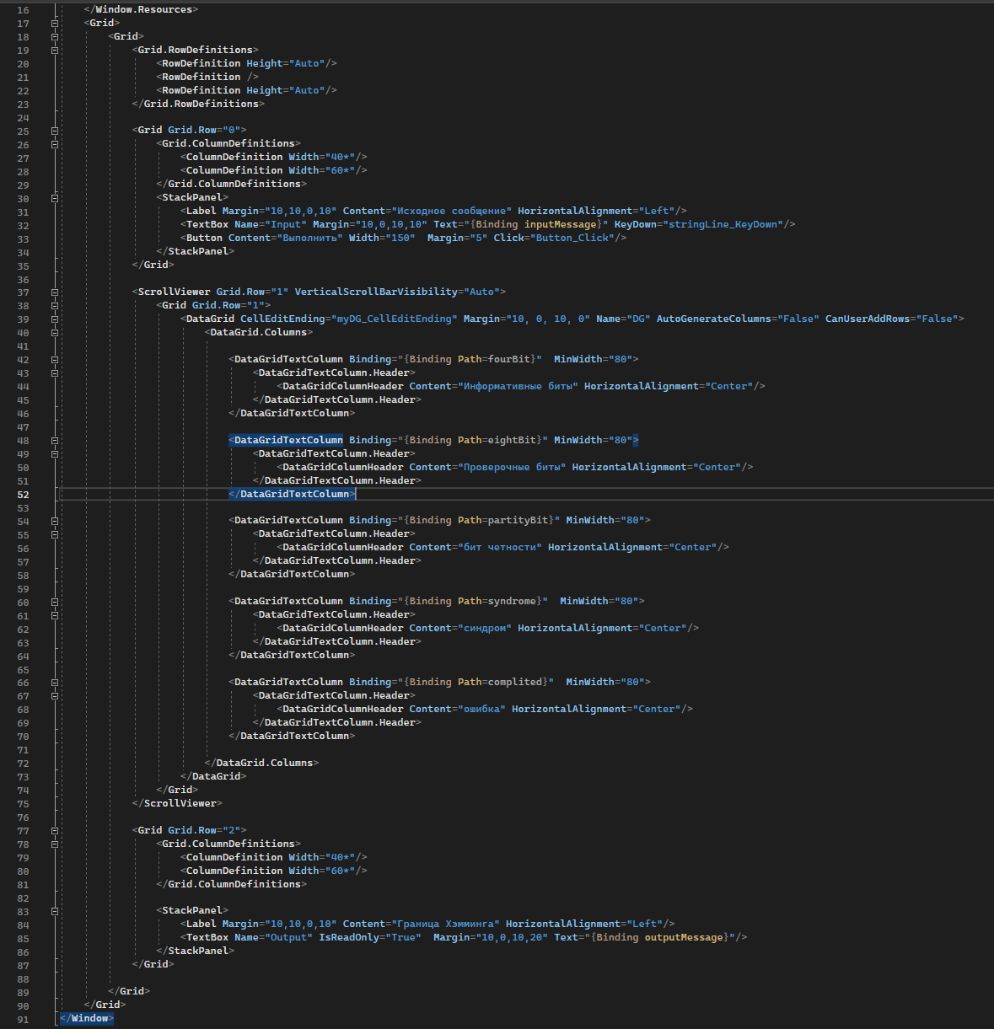 16 </Window.Resources>
17 <Grid>
18 <Grid>
19 <Grid.RowDefinitions>
20 <RowDefinition Height="Auto"/>
21 <RowDefinition />
22 <RowDefinition Height="Auto"/>
23 </Grid.RowDefinitions>
24
25 <Grid Grid.Row="0">
26 <Grid.ColumnDefinitions>
27 <ColumnDefinition Width="40*"/>
28 <ColumnDefinition Width="60*"/>
29 </Grid.ColumnDefinitions>
30 <StackPanel>
31 <Label Margin="10,10,0,10" Content="Исходное сообщение" HorizontalAlignment="Left"/>
32 <TextBox Name="Input" Margin="10,0,10,10" Text="{Binding inputMessage}" KeyDown="stringLine_KeyDown"/>
33 <Button Content="Выполнить" Width="150"  Margin="5" Click="Button_Click"/>
34 </StackPanel>
35 </Grid>
36
37 <ScrollViewer Grid.Row="1" VerticalScrollBarVisibility="Auto">
38 <Grid Grid.Row="1">
39 <DataGrid CellEditEnding="myDG_CellEditEnding" Margin="10, 0, 10, 0" Name="DG" AutoGenerateColumns="False" CanUserAddRows="False">
40 <DataGrid.Columns>
41
42 <DataGridTextColumn Binding="{Binding Path=fourBit}"  MinWidth="80">
43 <DataGridTextColumn.Header>
44 <DataGridColumnHeader Content="Информативные биты" HorizontalAlignment="Center"/>
45 </DataGridTextColumn.Header>
46 </DataGridTextColumn>
47
48 <DataGridTextColumn Binding="{Binding Path=eightBit}" MinWidth="80">
49 <DataGridTextColumn.Header>
50 <DataGridColumnHeader Content="Проверочные биты" HorizontalAlignment="Center"/>
51 </DataGridTextColumn.Header>
52 </DataGridTextColumn>
53
54 <DataGridTextColumn Binding="{Binding Path=partityBit}" MinWidth="80">
55 <DataGridTextColumn.Header>
56 <DataGridColumnHeader Content="бит четности" HorizontalAlignment="Center"/>
57 </DataGridTextColumn.Header>
58 </DataGridTextColumn>
59
60 <DataGridTextColumn Binding="{Binding Path=syndrome}"  MinWidth="80">
61 <DataGridTextColumn.Header>
62 <DataGridColumnHeader Content="синдром" HorizontalAlignment="Center"/>
63 </DataGridTextColumn.Header>
64 </DataGridTextColumn>
65
66 <DataGridTextColumn Binding="{Binding Path=complited}"  MinWidth="80">
67 <DataGridTextColumn.Header>
68 <DataGridColumnHeader Content="ошибка" HorizontalAlignment="Center"/>
69 </DataGridTextColumn.Header>
70 </DataGridTextColumn>
71
72 </DataGrid.Columns>
73 </DataGrid>
74 </Grid>
75 </ScrollViewer>
76
77 <Grid Grid.Row="2">
78 <Grid.ColumnDefinitions>
79 <ColumnDefinition Width="40*"/>
80 <ColumnDefinition Width="60*"/>
81 </Grid.ColumnDefinitions>
82
83 <StackPanel>
84 <Label Margin="10,10,0,10" Content="Граница Хэмминга" HorizontalAlignment="Left"/>
85 <TextBox Name="Output" IsReadOnly="True"  Margin="10,0,10,20" Text="{Binding outputMessage}"/>
86 </StackPanel>
87 </Grid>
88
89 </Grid>
90 </Grid>
91 </Window>